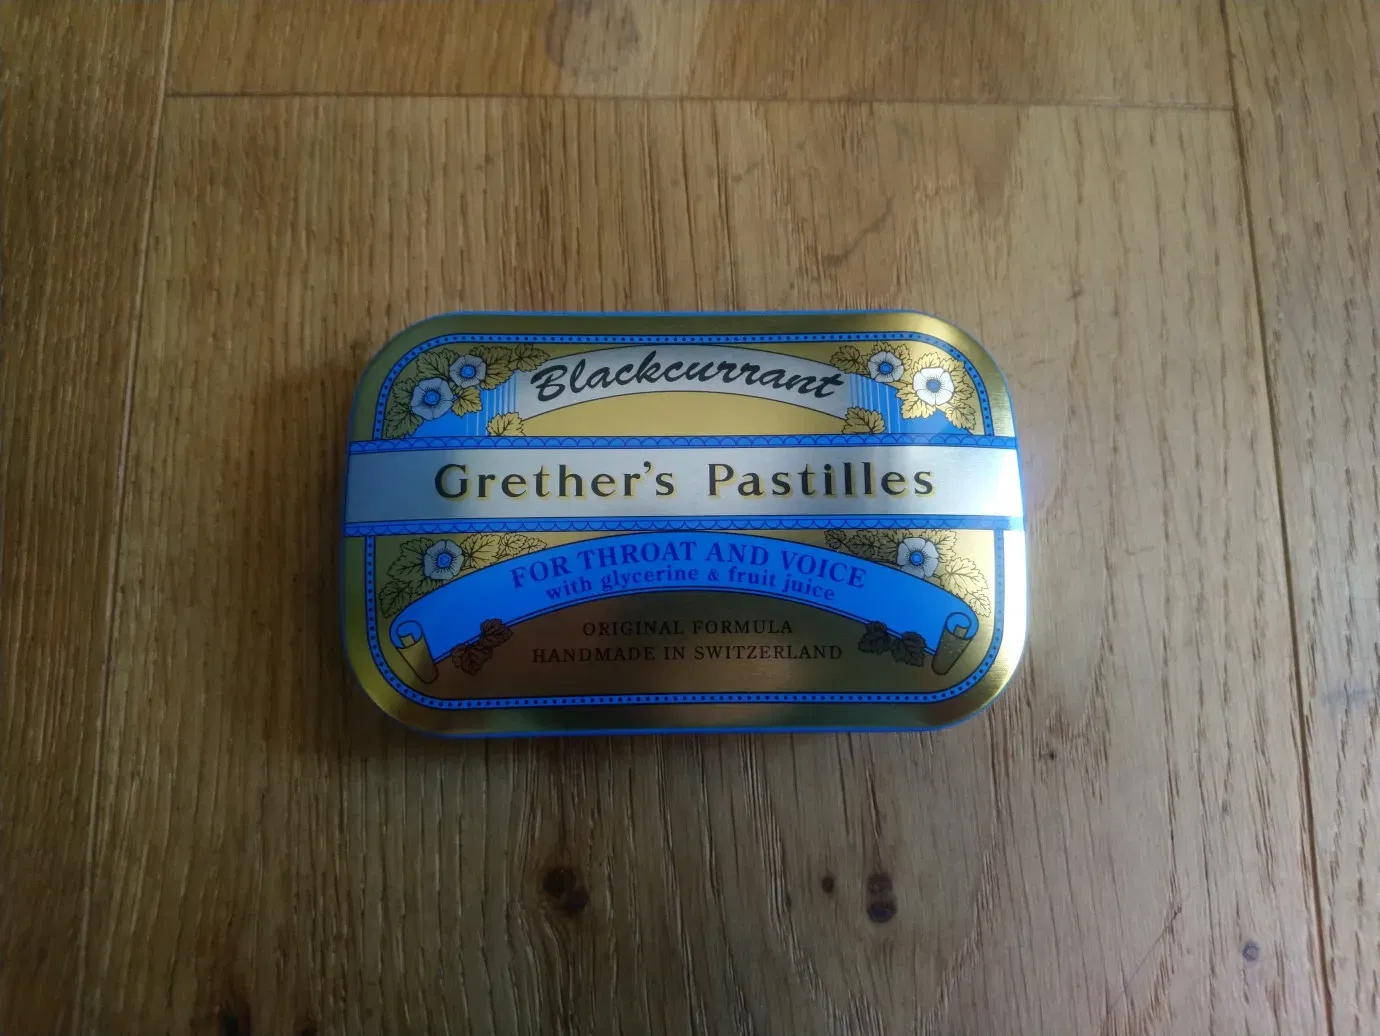 Blackcurrant
Grether's Pastilles
FOR THROAT AND VOICE
with glycerine & fruit juice
ORIGINAL FORMULA
HANDMADE IN SWITZERLAND